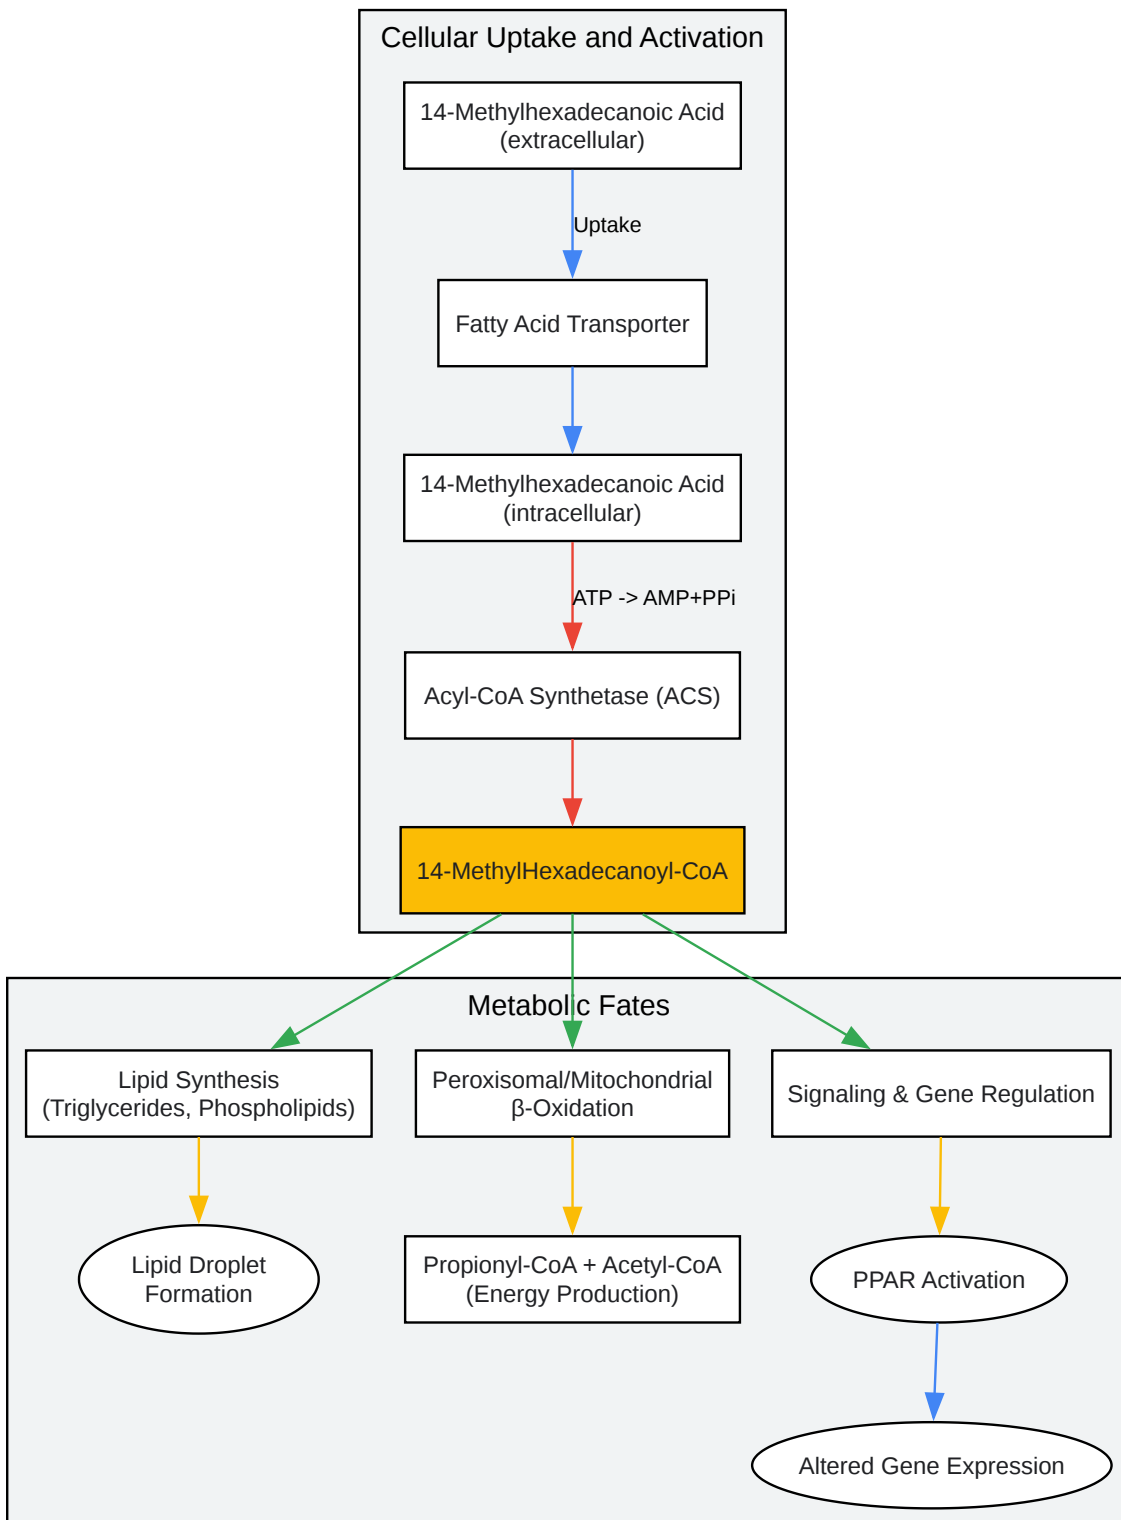 Cellular Uptake and Activation
14-Methylhexadecanoic Acid
(extracellular)
Uptake
Fatty Acid Transporter
14-Methylhexadecanoic Acid
(intracellular)
ATP -> AMP+PPi
Acyl-CoA Synthetase (ACS)
14-MethylHexadecanoyl-CoA
Metabolic Fates
Lipid Synthesis
(Triglycerides, Phospholipids)
Peroxisomal/Mitochondrial
β-Oxidation
Signaling & Gene Regulation
Lipid Droplet
Formation
Propionyl-CoA + Acetyl-CoA
(Energy Production)
PPAR Activation
Altered Gene Expression